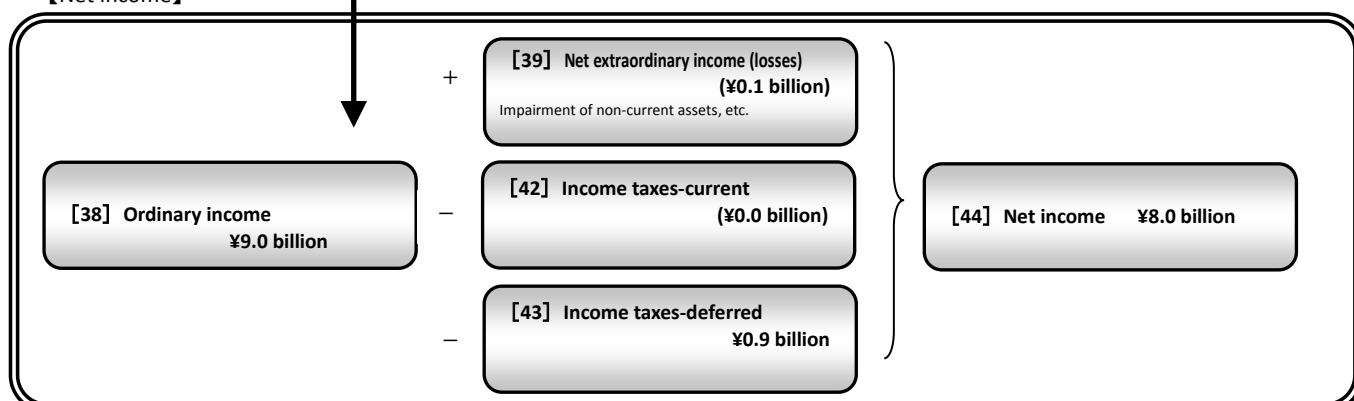 【Net income】
+
［39］ Net extraordinary income (losses)
(¥0.1 billion)
Impairment of non-current assets, etc.
［38］ Ordinary income
¥9.0 billion
−
［42］ Income taxes-current
(¥0.0 billion)
［44］ Net income ¥8.0 billion
−
［43］ Income taxes-deferred
¥0.9 billion